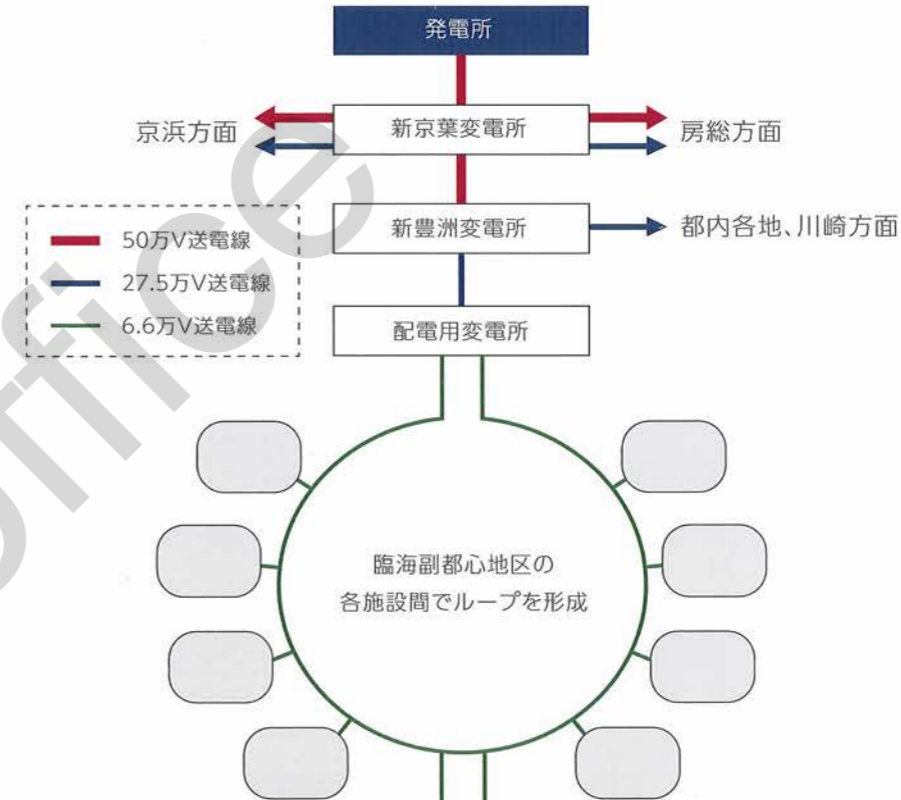 発電所
京浜方面
新京葉変電所
房総方面
50万V送電線
27.5万V送電線
6.6万V送電線
新豊洲変電所
都内各地、川崎方面
配電用変電所
臨海副都心地区の
各施設間でループを形成
office